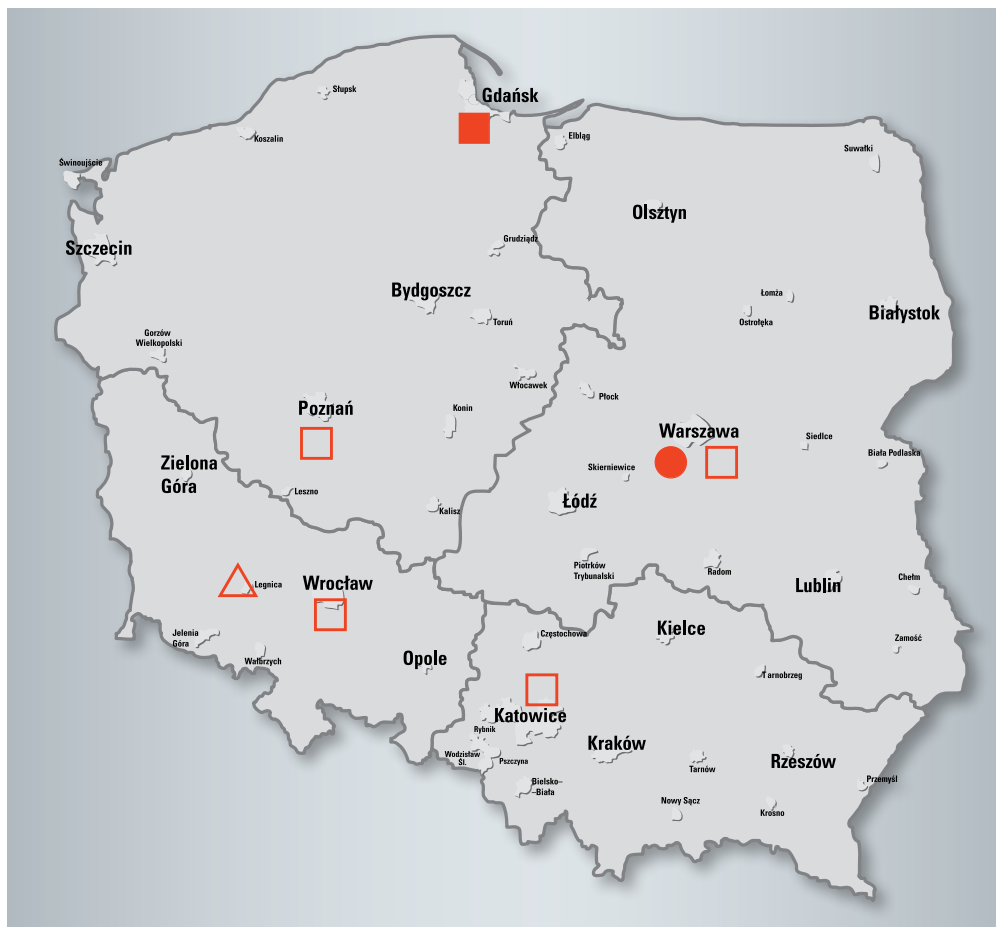 Słupsk
Gdańsk
Koszalin
Elbląg
Suwałki
Świnoujście
Olsztyn
Szczecin
Grudziądz
Bydgoszcz
Łomża
Białystok
Toruń
Ostrołęka
Gorzów
Wielkopolski
Włocawek
Płock
Poznań
Konin
Warszawa
Siedlce
Biała Podlaska
Zielona
Góra
Skierniewice
Leszno
Łódź
Kalisz
Piotrków
Trybunalski
Radom
Legnica
Wrocław
Lublin
Chełm
Jelenia
Góra
Częstochowa
Kielce
Zamość
Wałbrzych
Opole
Tarnobrzeg
Katowice
Rybnik
Kraków
Wodzisław
Śl.
Pszczyna
Rzeszów
Tarnów
Bielsko–
–Biała
Przemyśl
Nowy Sącz
Krosno